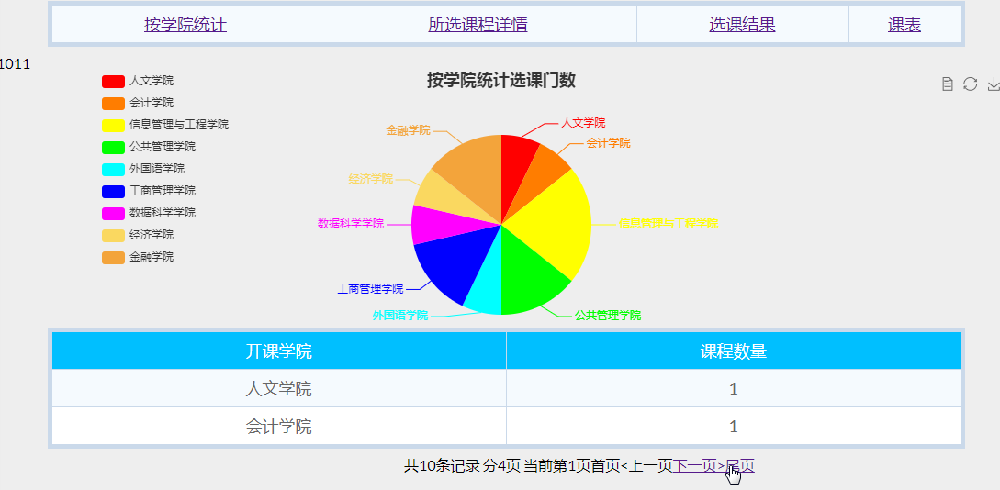 按学院统计 所选课程详情 选课结果 课表
1011
按学院统计选课门数
人文学院
会计学院
信息管理与工程学院
公共管理学院
外国语学院
工商管理学院
数据科学学院
经济学院
金融学院
人文学院
会计学院
信息管理与工程学院
公共管理学院
外国语学院
工商管理学院
数据科学学院
经济学院
金融学院
开课学院 课程数量
人文学院 1
会计学院 1
共10条记录 分4页 当前第1页首页<上一页下一页>尾页